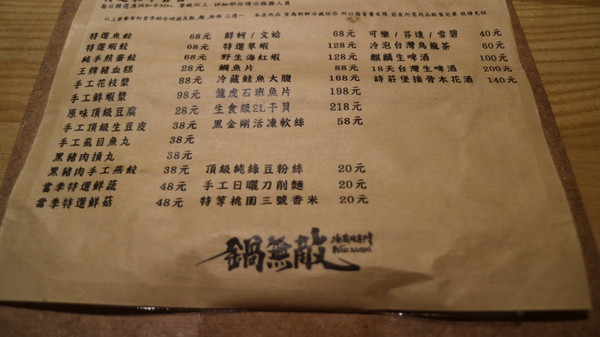 特選魚餃 68元 鮮蚵/文蛤 68元 可樂/芬達/雪碧 40元
特選蝦餃 68元 特選草蝦 128元 冷泡台灣烏龍茶 60元
純手煎蛋餃 68元 野生海紅蝦 128元 麒麟生啤酒 100元
王牌豬血糕 28元 鯛魚片 88元 18天台灣生啤酒 200元
手工花枝漿 88元 冷藏鮭魚大腹 168元 詩莊堡接骨木花酒 140元
手工鮮蝦漿 98元 龍虎石斑魚片 198元
原味頂級豆腐 28元 生食級2L干貝 218元
手工頂級生豆皮 38元 黑金剛活凍軟絲 58元
手工虱目魚丸 38元
黑豬肉摃丸 38元
黑豬肉手工燕餃 38元 頂級純綠豆粉絲 20元
當季特選鮮蔬 48元 手工日曬刀削麵 20元
當季特選鮮菇 48元 特等桃園三號香米 20元
鍋無敵